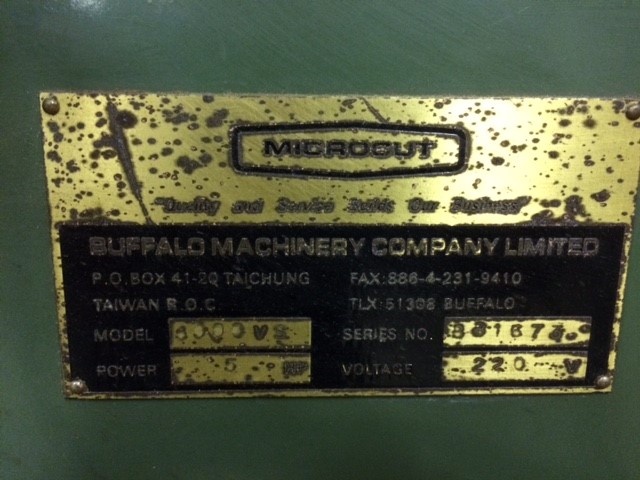 MICROCUT
"Quality and Service Builds Our Business"
BUFFALO MACHINERY COMPANY LIMITED
P.O.BOX 41-20 TAICHUNG FAX:886-4-231-9410
TAIWAN R.O.C TLX:51308 BUFFALO
MODEL SERIES NO.
POWER 5 HP VOLTAGE 220 V